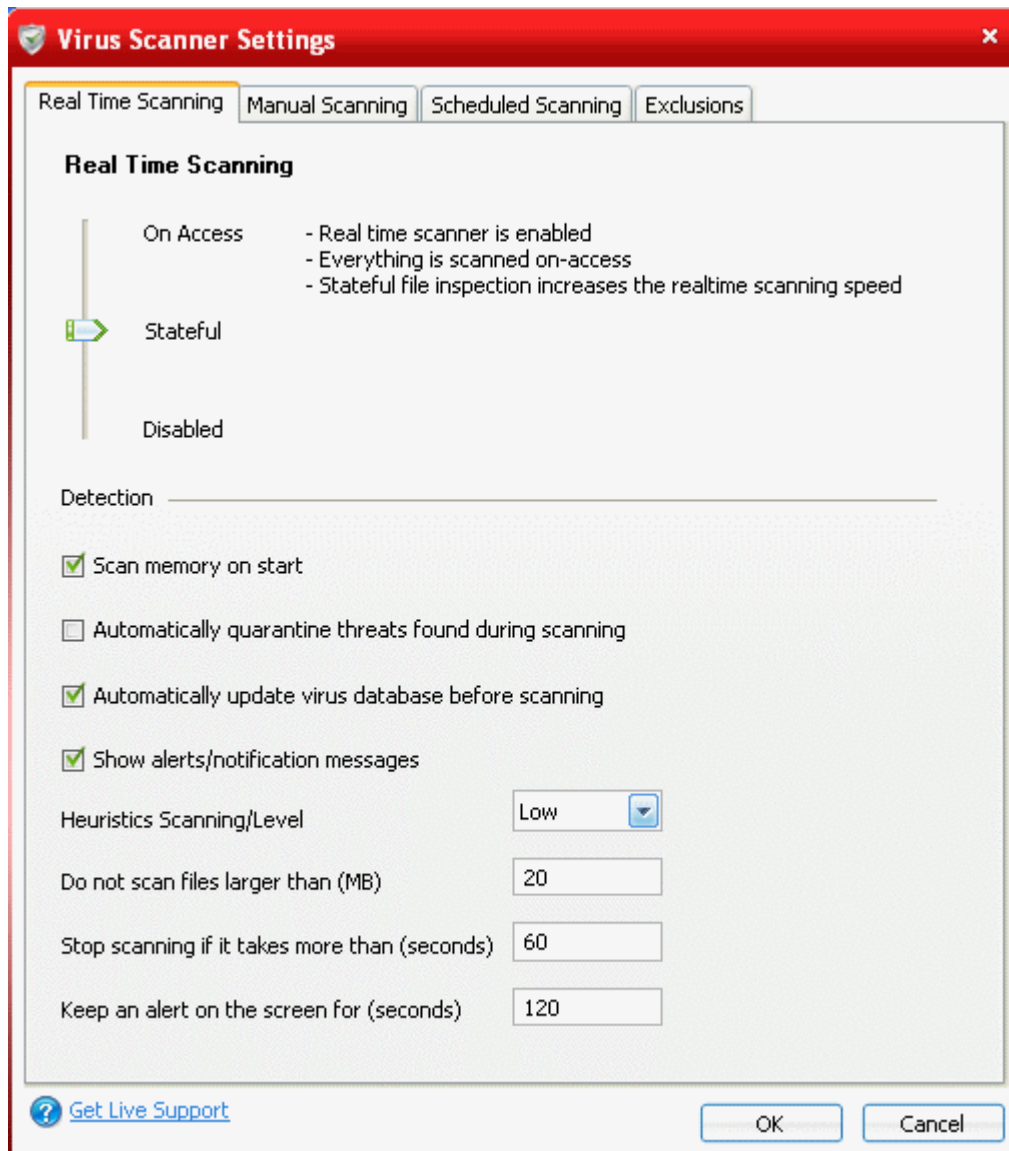 Virus Scanner Settings
Real Time Scanning
Manual Scanning
Scheduled Scanning
Exclusions
Real Time Scanning
On Access
- Real time scanner is enabled
- Everything is scanned on-access
- Stateful file inspection increases the realtime scanning speed
Stateful
Disabled
Detection
Scan memory on start
Automatically quarantine threats found during scanning
Automatically update virus database before scanning
Show alerts/notification messages
Heuristics Scanning/Level
Low
Do not scan files larger than (MB)
20
Stop scanning if it takes more than (seconds)
60
Keep an alert on the screen for (seconds)
120
? Get Live Support
OK
Cancel